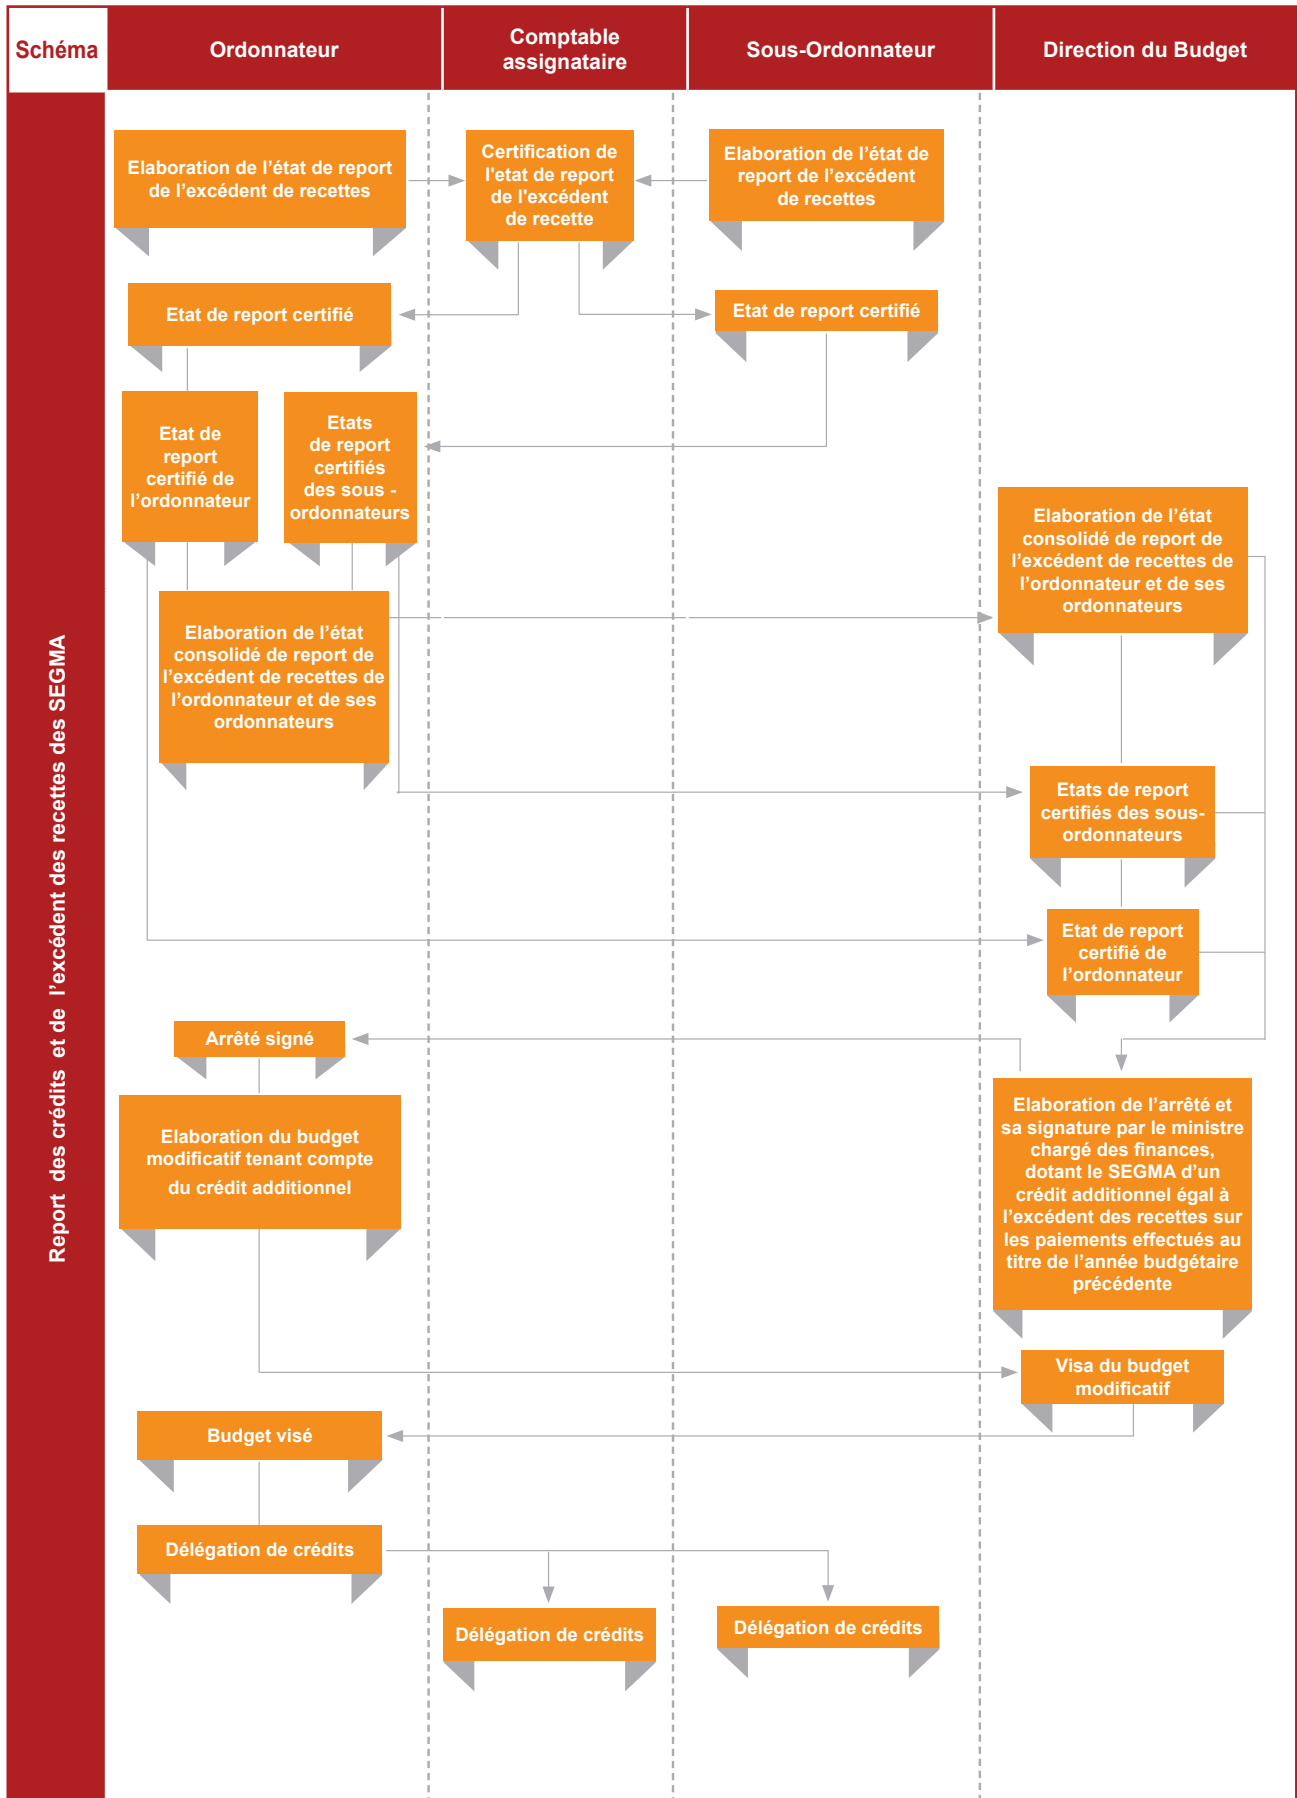 Schéma
Ordonnateur
Comptable
assignataire
Sous-Ordonnateur
Direction du Budget
Report des crédits et de l’excédent des recettes des SEGMA
Elaboration de l’état de report
de l’excédent de recettes
Certification de
l'etat de report
de l'excédent
de recette
Elaboration de l’état de
report de l’excédent
de recettes
Etat de report certifié
Etat de report certifié
Etat de
report
certifié de
l’ordonnateur
Etats
de report
certifiés
des sous -
ordonnateurs
Elaboration de l’état
consolidé de report de
l’excédent de recettes de
l’ordonnateur et de ses
ordonnateurs
Elaboration de l’état
consolidé de report de
l’excédent de recettes de
l’ordonnateur et de ses
ordonnateurs
Etats de report
certifiés des sous-
ordonnateurs
Etat de report
certifié de
l’ordonnateur
Arrêté signé
Elaboration du budget
modificatif tenant compte
du crédit additionnel
Elaboration de l’arrêté et
sa signature par le ministre
chargé des finances,
dotant le SEGMA d’un
crédit additionnel égal à
l’excédent des recettes sur
les paiements effectués au
titre de l’année budgétaire
précédente
Visa du budget
modificatif
Budget visé
Délégation de crédits
Délégation de crédits
Délégation de crédits